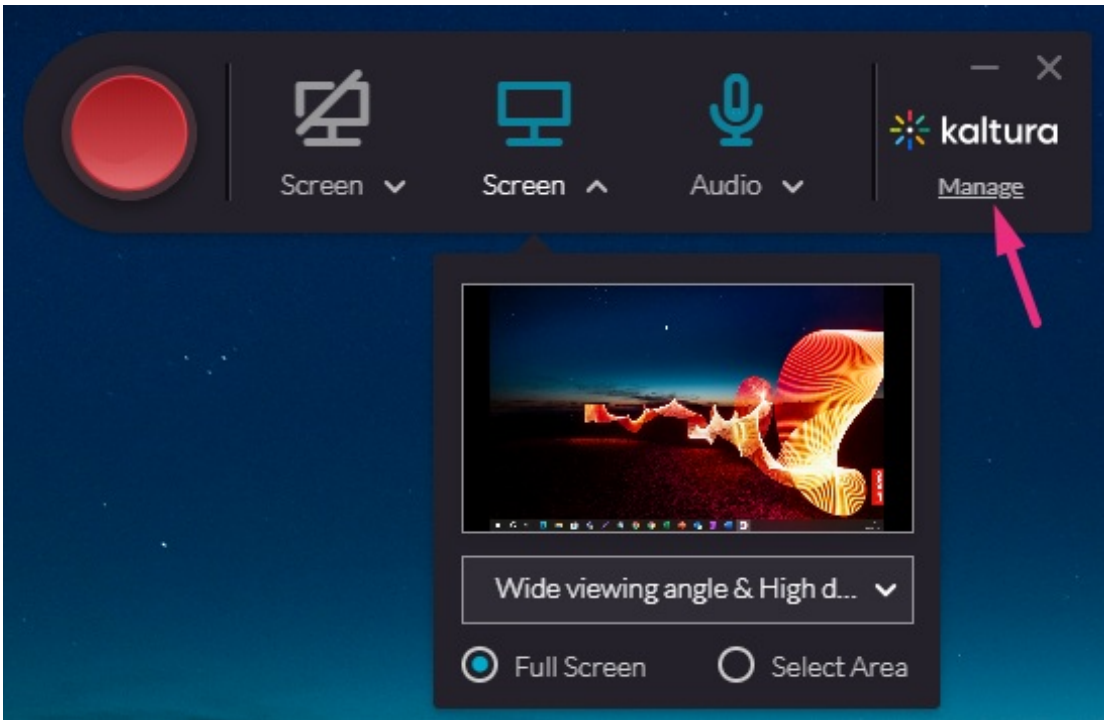 kaltura
Screen Screen Audio Manage
Wide viewing angle & High d...
Full Screen Select Area